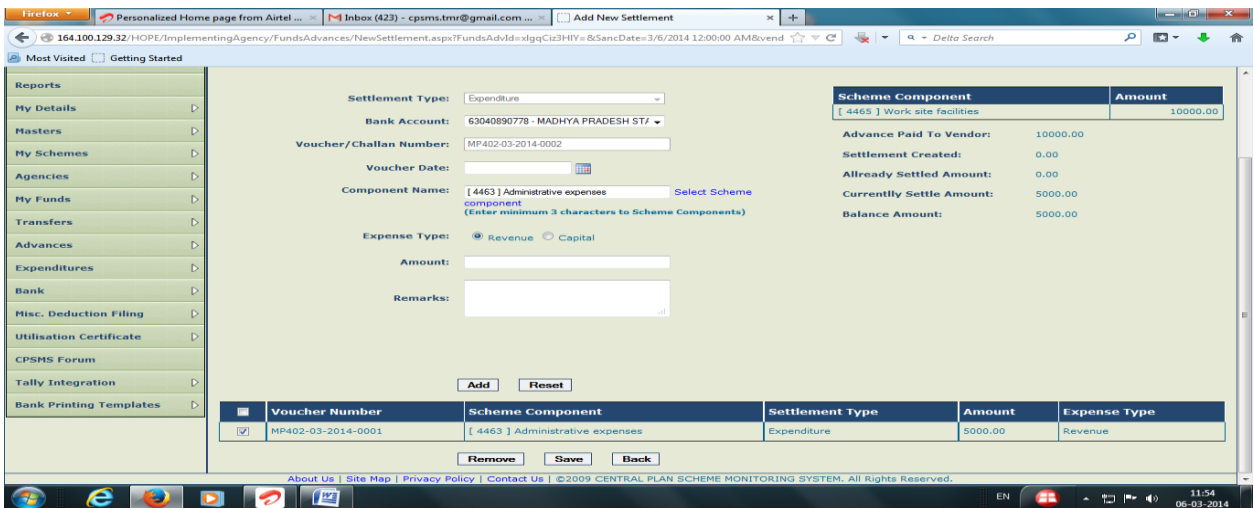 Firefox
Personalized Home page from Airtel ...
Inbox (423) - cpsms.tmr@gmail.com ...
Add New Settlement
164.100.129.32/HOPE/ImplementingAgency/FundsAdvances/NewSettlement.aspx?FundsAdvId=xlgqCiz3HlY=&SancDate=3/6/2014 12:00:00 AM&vend
Delta Search
Most Visited Getting Started
Reports
My Details
Masters
My Schemes
Agencies
My Funds
Transfers
Advances
Expenditures
Bank
Misc. Deduction Filing
Utilisation Certificate
CPSMS Forum
Tally Integration
Bank Printing Templates
Settlement Type: Expenditure
Bank Account: 63040890778 - MADHYA PRADESH STA
Voucher/Challan Number: MP402-03-2014-0002
Voucher Date:
Component Name: [ 4463 ] Administrative expenses Select Scheme
component
(Enter minimum 3 characters to Scheme Components)
Expense Type: Revenue Capital
Amount:
Remarks:
Add Reset
Scheme Component Amount
[ 4465 ] Work site facilities 10000.00
Advance Paid To Vendor: 10000.00
Settlement Created: 0.00
Allready Settled Amount: 0.00
Currentlly Settle Amount: 5000.00
Balance Amount: 5000.00
Voucher Number Scheme Component Settlement Type Amount Expense Type
MP402-03-2014-0001 [ 4463 ] Administrative expenses Expenditure 5000.00 Revenue
Remove Save Back
About Us | Site Map | Privacy Policy | Contact Us | ©2009 CENTRAL PLAN SCHEME MONITORING SYSTEM. All Rights Reserved.
EN
11:54
06-03-2014